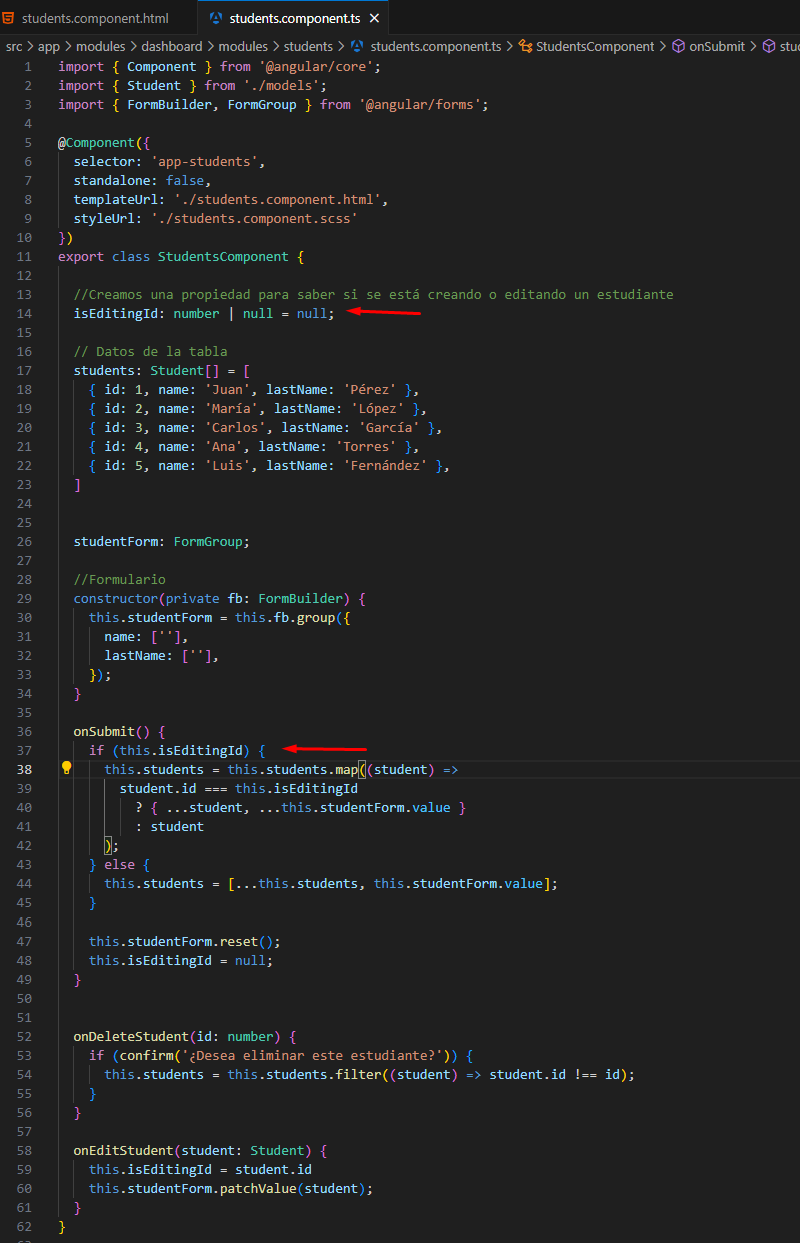 students.component.html
students.component.ts
src > app > modules > dashboard > modules > students > students.component.ts > StudentsComponent > onSubmit >
1 import { Component } from '@angular/core';
2 import { Student } from './models';
3 import { FormBuilder, FormGroup } from '@angular/forms';
4
5 @Component({
6 selector: 'app-students',
7 standalone: false,
8 templateUrl: './students.component.html',
9 styleUrl: './students.component.scss'
10 })
11 export class StudentsComponent {
12
13 //Creamos una propiedad para saber si se está creando o editando un estudiante
14 isEditingId: number | null = null;
15
16 // Datos de la tabla
17 students: Student[] = [
18 { id: 1, name: 'Juan', lastName: 'Pérez' },
19 { id: 2, name: 'María', lastName: 'López' },
20 { id: 3, name: 'Carlos', lastName: 'García' },
21 { id: 4, name: 'Ana', lastName: 'Torres' },
22 { id: 5, name: 'Luis', lastName: 'Fernández' },
23 ]
24
25
26 studentForm: FormGroup;
27
28 //Formulario
29 constructor(private fb: FormBuilder) {
30 this.studentForm = this.fb.group({
31 name: [''],
32 lastName: [''],
33 });
34 }
35
36 onSubmit() {
37 if (this.isEditingId) {
38 this.students = this.students.map((student) =>
39 student.id === this.isEditingId
40 ? { ...student, ...this.studentForm.value }
41 : student
42 );
43 } else {
44 this.students = [...this.students, this.studentForm.value];
45 }
46
47 this.studentForm.reset();
48 this.isEditingId = null;
49 }
50
51
52 onDeleteStudent(id: number) {
53 if (confirm('¿Desea eliminar este estudiante?')) {
54 this.students = this.students.filter((student) => student.id !== id);
55 }
56 }
57
58 onEditStudent(student: Student) {
59 this.isEditingId = student.id
60 this.studentForm.patchValue(student);
61 }
62 }